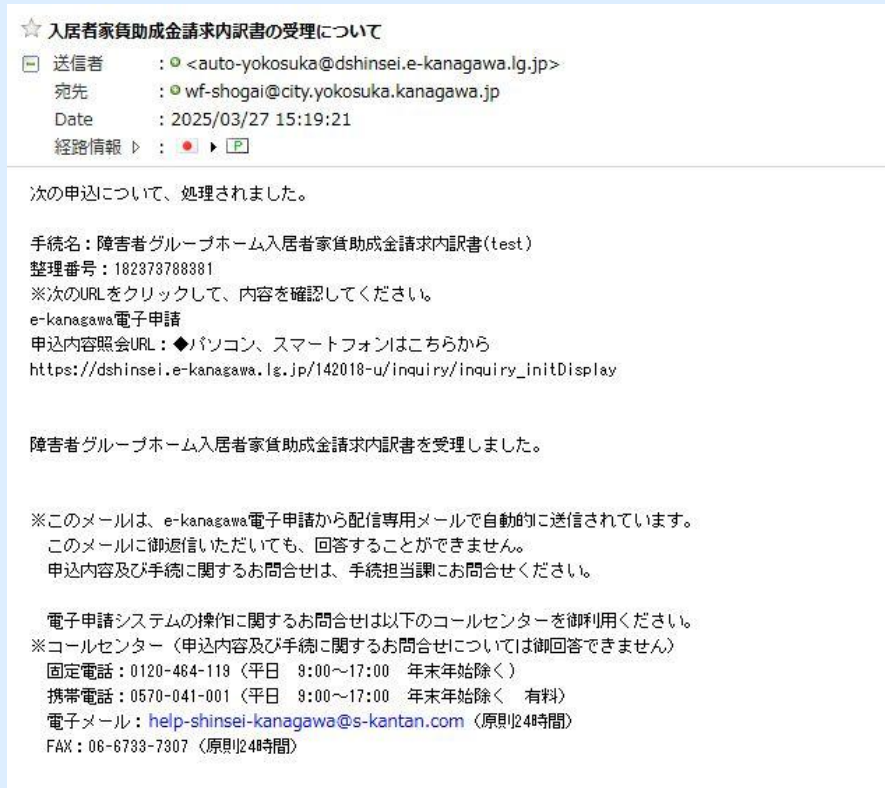 入居者家賃助成金請求内訳書の受理について
送信者 : <auto-yokosuka@dshinsei.e-kanagawa.lg.jp>
宛先 : wf-shogai@city.yokosuka.kanagawa.jp
Date : 2025/03/27 15:19:21
経路情報 ▷ : ▶ P
次の申込について、処理されました。
手続名：障害者グループホーム入居者家賃助成金請求内訳書(test)
整理番号：182373788381
※次のURLをクリックして、内容を確認してください。
e-kanagawa電子申請
申込内容照会URL：◆パソコン、スマートフォンはこちらから
https://dshinsei.e-kanagawa.lg.jp/142018-u/inquiry/inquiry_initDisplay
障害者グループホーム入居者家賃助成金請求内訳書を受理しました。
※このメールは、e-kanagawa電子申請から配信専用メールで自動的に送信されています。
このメールに御返信いただいても、回答することができません。
申込内容及び手続に関するお問合せは、手続担当課にお問合せください。
電子申請システムの操作に関するお問合せは以下のコールセンターを御利用ください。
※コールセンター（申込内容及び手続に関するお問合せについては御回答できません）
固定電話：0120-464-119（平日　9:00～17:00　年末年始除く）
携帯電話：0570-041-001（平日　9:00～17:00　年末年始除く　有料）
電子メール：help-shinsei-kanagawa@s-kantan.com（原則24時間）
FAX：06-6733-7307（原則24時間）